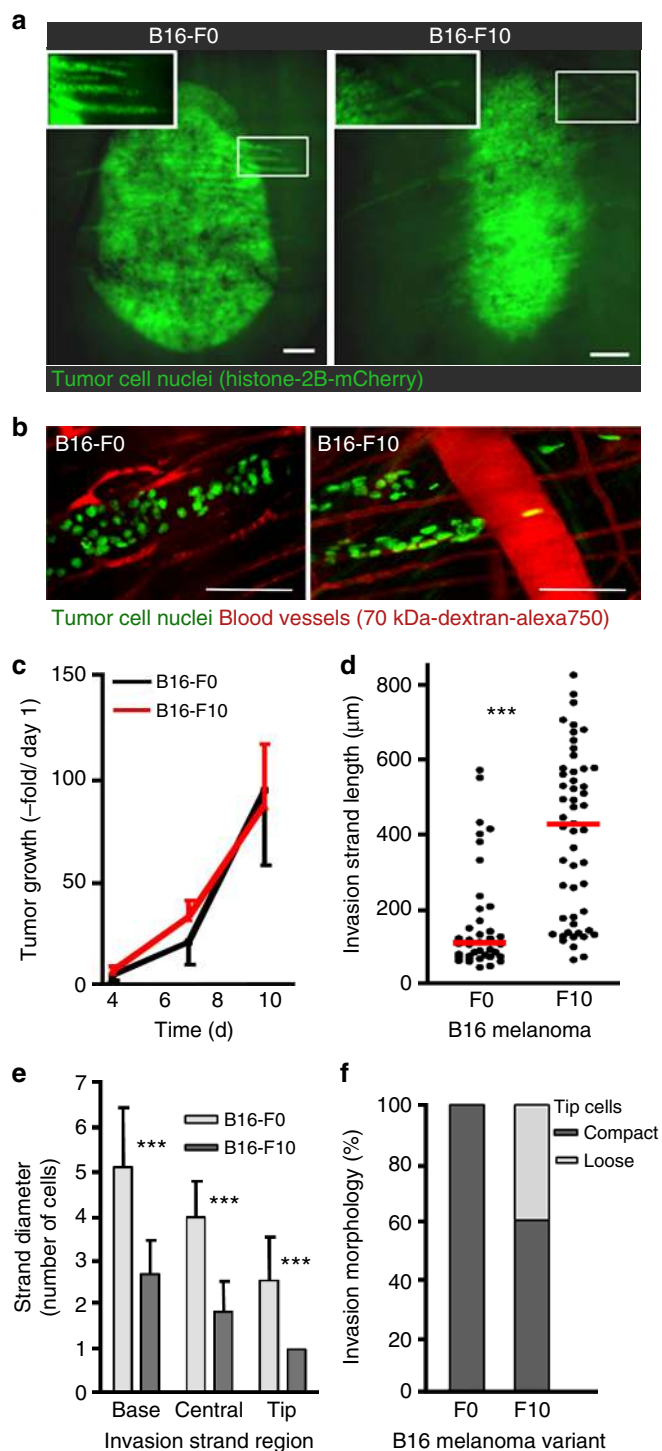 a
B16-F0 B16-F10
Tumor cell nuclei (histone-2B-mCherry)
b
B16-F0 B16-F10
Tumor cell nuclei Blood vessels (70 kDa-dextran-alexa750)
c
Tumor growth (–fold/ day 1)
150
100
50
0
B16-F0
B16-F10
4 6 8 10
Time (d)
d
Invasion strand length (μm)
800
600
400
200
0
***
F0 F10
B16 melanoma
e
Strand diameter
(number of cells)
7
6
5
4
3
2
1
0
B16-F0
B16-F10
***
***
***
Base Central Tip
Invasion strand region
f
Invasion morphology (%)
100
80
60
40
20
0
Tip cells
Compact
Loose
F0 F10
B16 melanoma variant